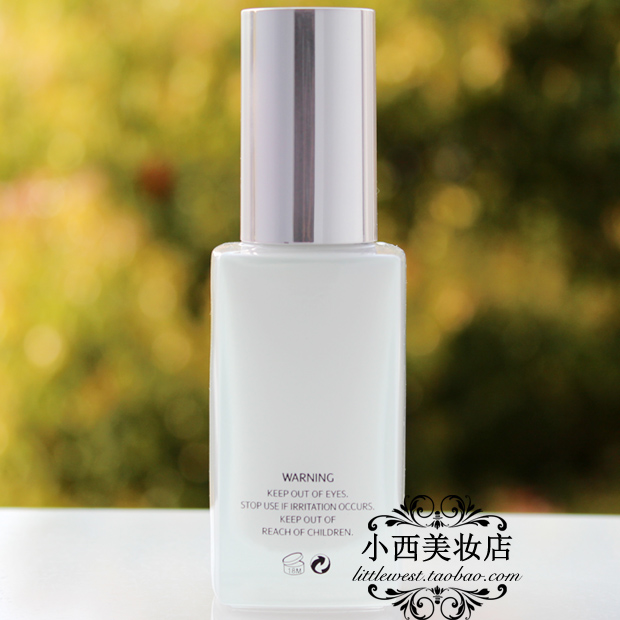 WARNING
KEEP OUT OF EYES.
STOP USE IF IRRITATION OCCURS.
KEEP OUT OF
REACH OF CHILDREN.
18M
小西美妆店
littlewest.taobao.com